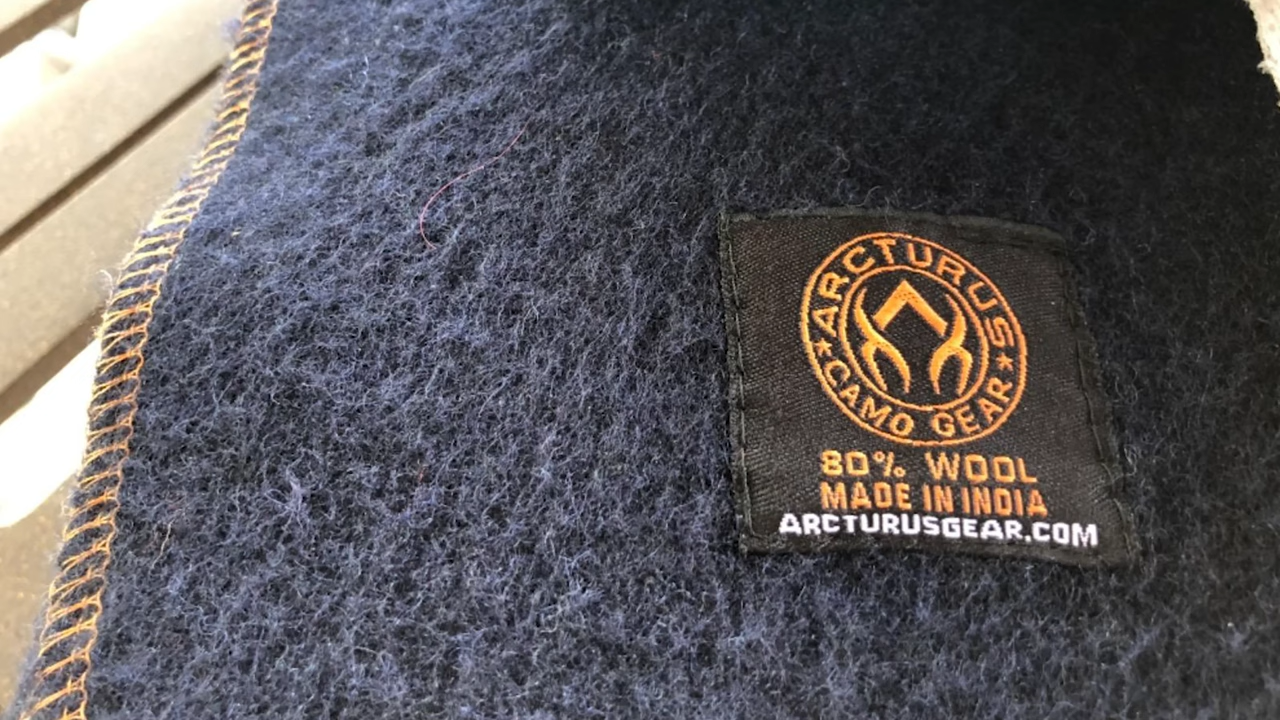 ARCTURUS
★ CAMO GEAR ★
80% WOOL
MADE IN INDIA
ARCTURUSGEAR.COM